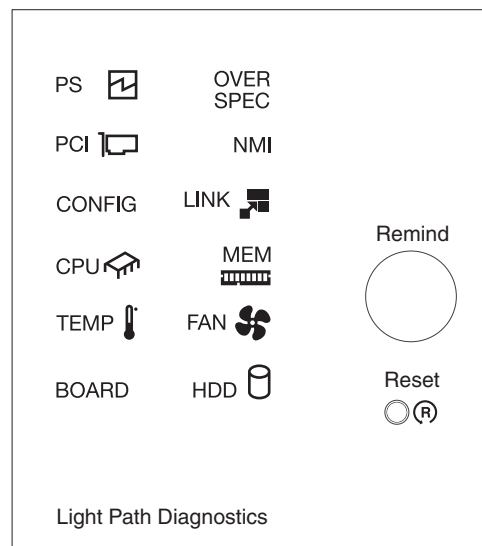 PS
OVER
SPEC
PCI
NMI
CONFIG
LINK
CPU
MEM
TEMP
FAN
BOARD
HDD
Remind
Reset
R
Light Path Diagnostics